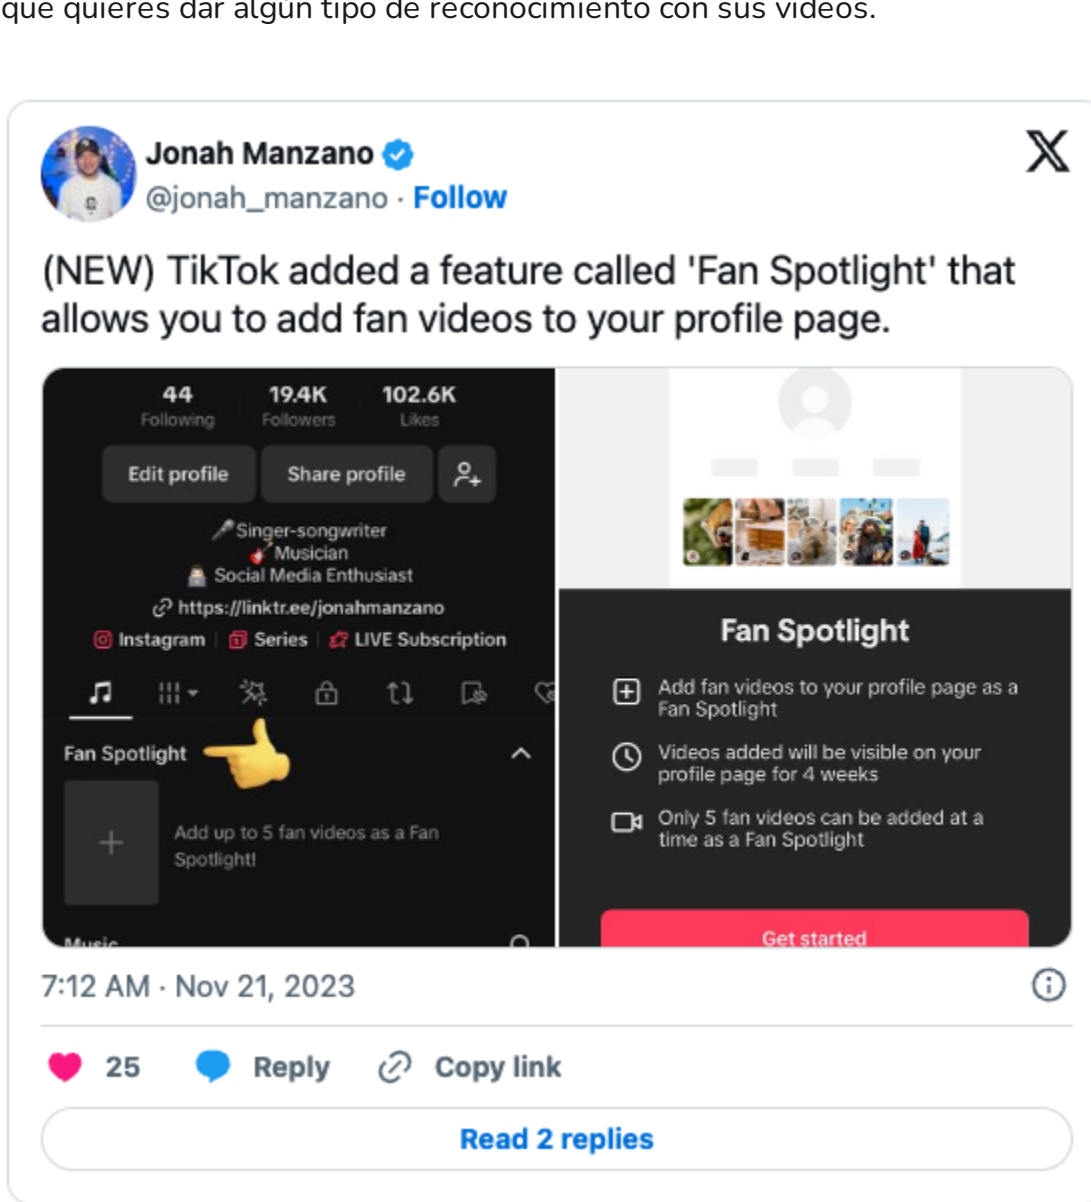 que quieres dar algún tipo de reconocimiento con sus videos.
Jonah Manzano
@jonah_manzano · Follow
(NEW) TikTok added a feature called 'Fan Spotlight' that
allows you to add fan videos to your profile page.
44 19.4K 102.6K
Following Followers Likes
Edit profile Share profile
Singer-songwriter
Musician
Social Media Enthusiast
https://linktr.ee/jonahmanzano
Instagram Series LIVE Subscription
Fan Spotlight
Add up to 5 fan videos as a Fan
Spotlight!
Music
Fan Spotlight
Add fan videos to your profile page as a
Fan Spotlight
Videos added will be visible on your
profile page for 4 weeks
Only 5 fan videos can be added at a
time as a Fan Spotlight
Get started
7:12 AM · Nov 21, 2023
25 Reply Copy link
Read 2 replies